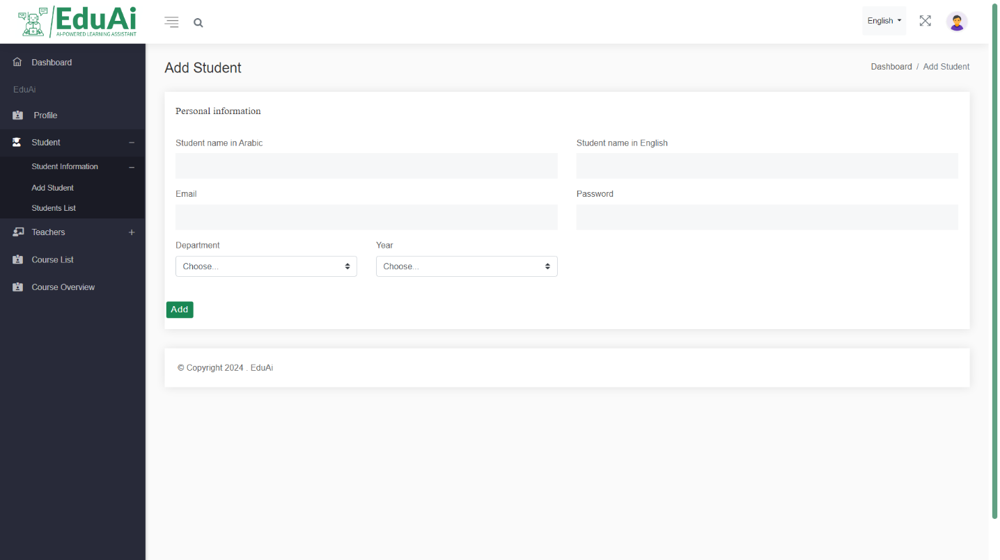 EduAi
AI-POWERED LEARNING ASSISTANT
English
Dashboard
EduAi
Profile
Student
Student Information
Add Student
Students List
Teachers
Course List
Course Overview
Add Student
Dashboard / Add Student
Personal information
Student name in Arabic
Student name in English
Email
Password
Department
Year
Choose...
Choose...
Add
© Copyright 2024 . EduAi